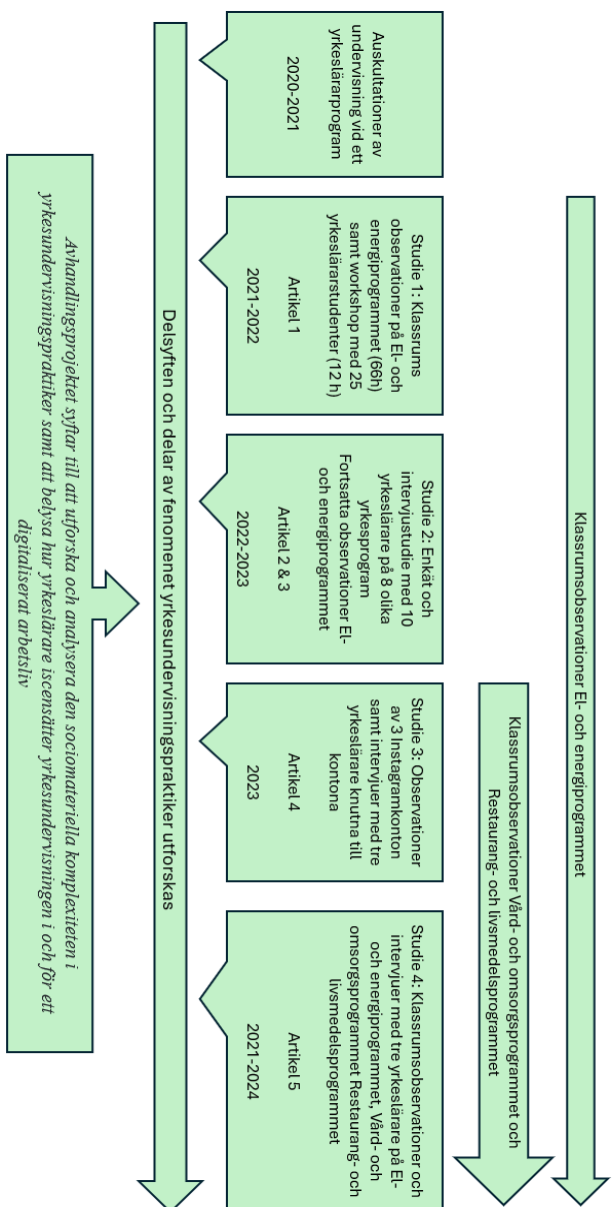 Klassrumsobservationer El- och energiprogrammet
Klassrumsobservationer Vård- och omsorgsprogrammet och
Restaurang- och livsmedelsprogrammet
Auskultationer av
undervisning vid ett
yrkeslärarprogram
2020-2021
Studie 1: Klassrums
observationer på El- och
energiprogrammet (66h)
samt workshop med 25
yrkeslärarstudenter (12 h)
Artikel 1
2021-2022
Studie 2: Enkät och
intervjustudie med 10
yrkeslärare på 8 olika
yrkesprogram
Fortsatta observationer El-
och energiprogrammet
Artikel 2 & 3
2022-2023
Studie 3: Observationer
av 3 Instagramkonton
samt intervjuer med tre
yrkeslärare knutna till
kontona
Artikel 4
2023
Studie 4: Klassrumsobservationer och
intervjuer med tre yrkeslärare på El-
och energiprogrammet, Vård- och
omsorgsprogrammet Restaurang- och
livsmedelsprogrammet
Artikel 5
2021-2024
Delsyften och delar av fenomenet yrkesundervisningspraktiker utforskas
Avhandlingsprojektet syftar till att utforska och analysera den sociomateriella komplexiteten i
yrkesundervisningspraktiker samt att belysa hur yrkeslärare iscensätter yrkesundervisningen i och för ett
digitaliserat arbetsliv